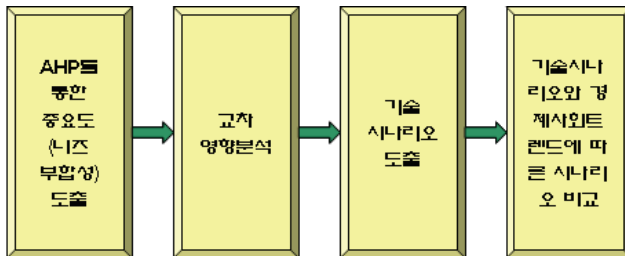 AHP를
통한
중요도
(니즈
부합성)
도출
교차
영향분석
기술
시나리오
도출
기술시나
리오와 경
제사회트
렌드에 따
른 시나리
오 비교